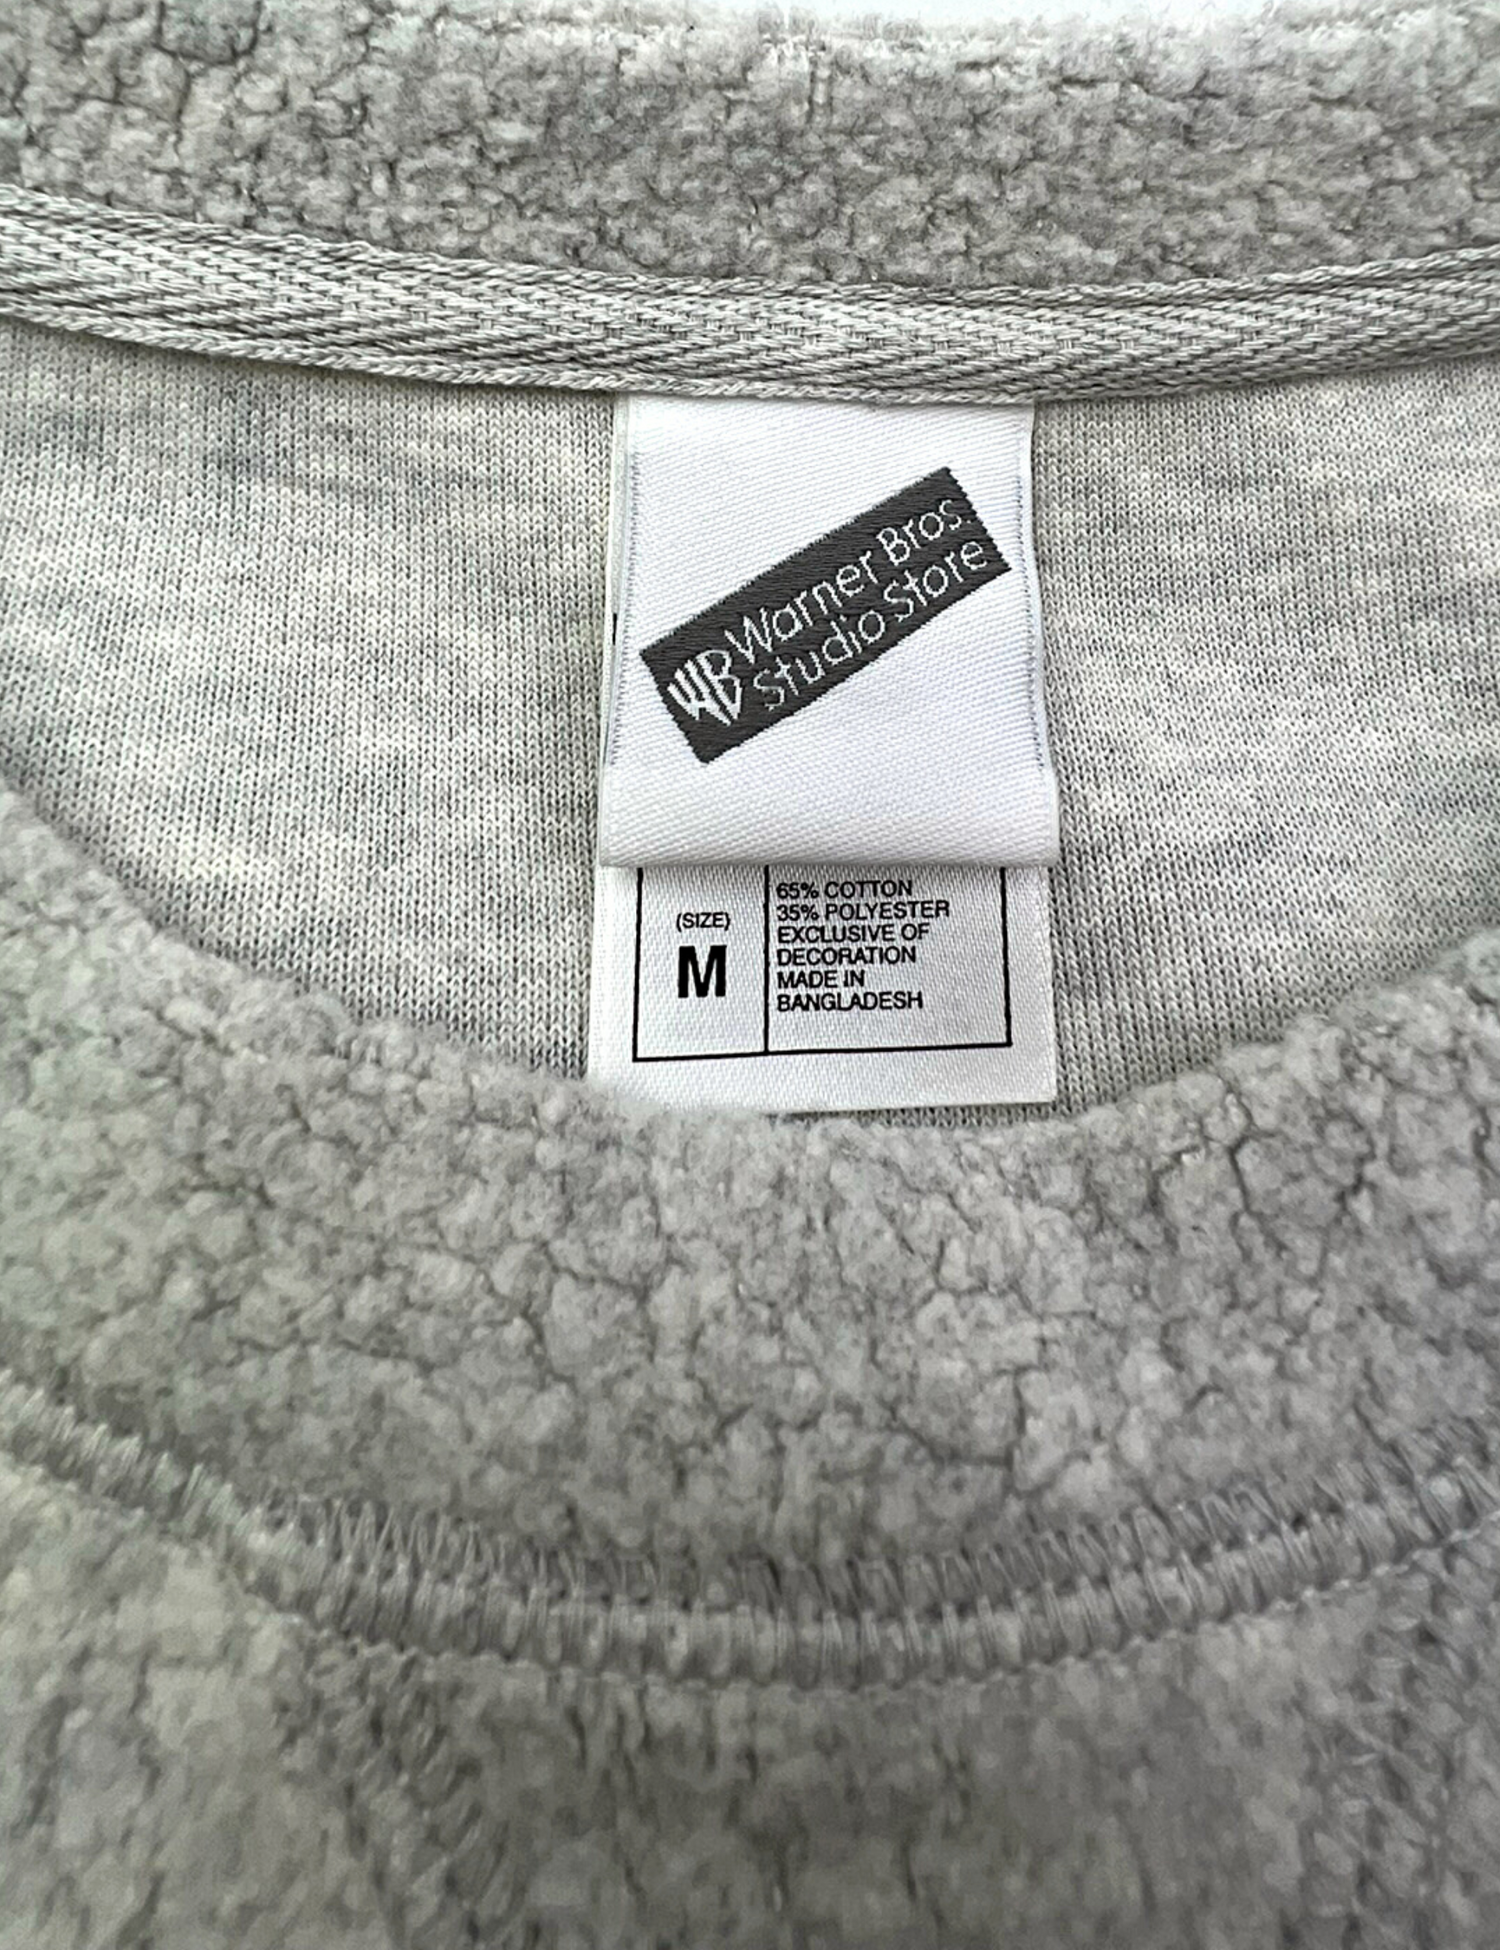 WB Warner Bros.
Studio Store
(SIZE)
M
65% COTTON
35% POLYESTER
EXCLUSIVE OF
DECORATION
MADE IN
BANGLADESH